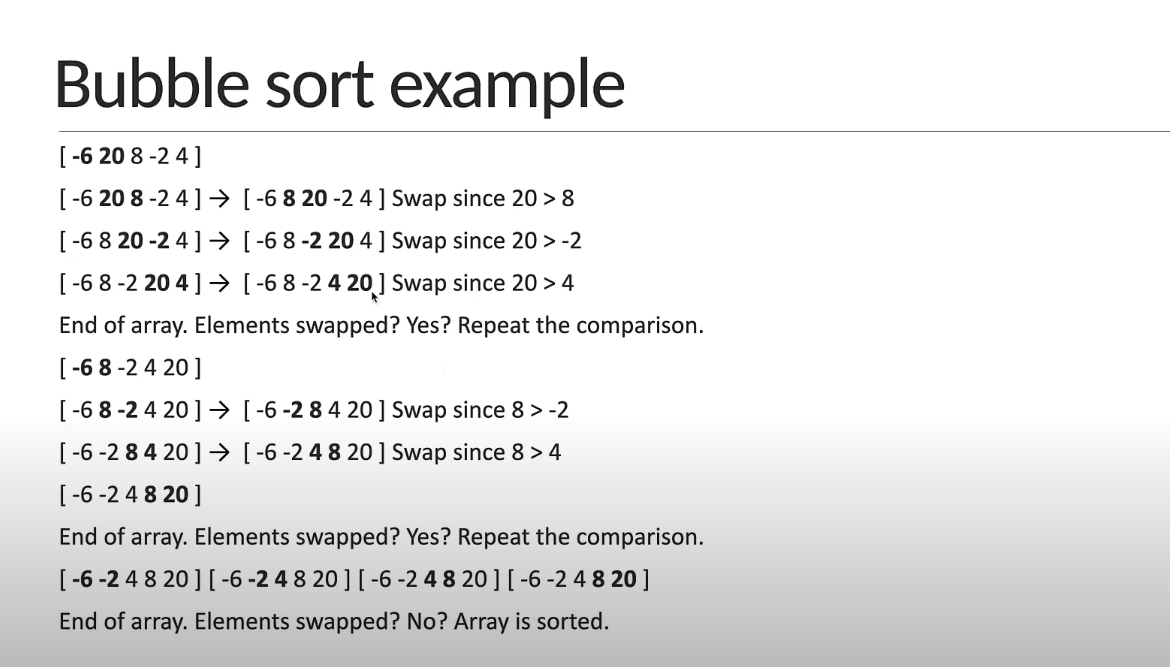 Bubble sort example
[ -6 20 8 -2 4 ]
[ -6 20 8 -2 4 ] → [ -6 8 20 -2 4 ] Swap since 20 > 8
[ -6 8 20 -2 4 ] → [ -6 8 -2 20 4 ] Swap since 20 > -2
[ -6 8 -2 20 4 ] → [ -6 8 -2 4 20 ] Swap since 20 > 4
End of array. Elements swapped? Yes? Repeat the comparison.
[ -6 8 -2 4 20 ]
[ -6 8 -2 4 20 ] → [ -6 -2 8 4 20 ] Swap since 8 > -2
[ -6 -2 8 4 20 ] → [ -6 -2 4 8 20 ] Swap since 8 > 4
[ -6 -2 4 8 20 ]
End of array. Elements swapped? Yes? Repeat the comparison.
[ -6 -2 4 8 20 ] [ -6 -2 4 8 20 ] [ -6 -2 4 8 20 ] [ -6 -2 4 8 20 ]
End of array. Elements swapped? No? Array is sorted.